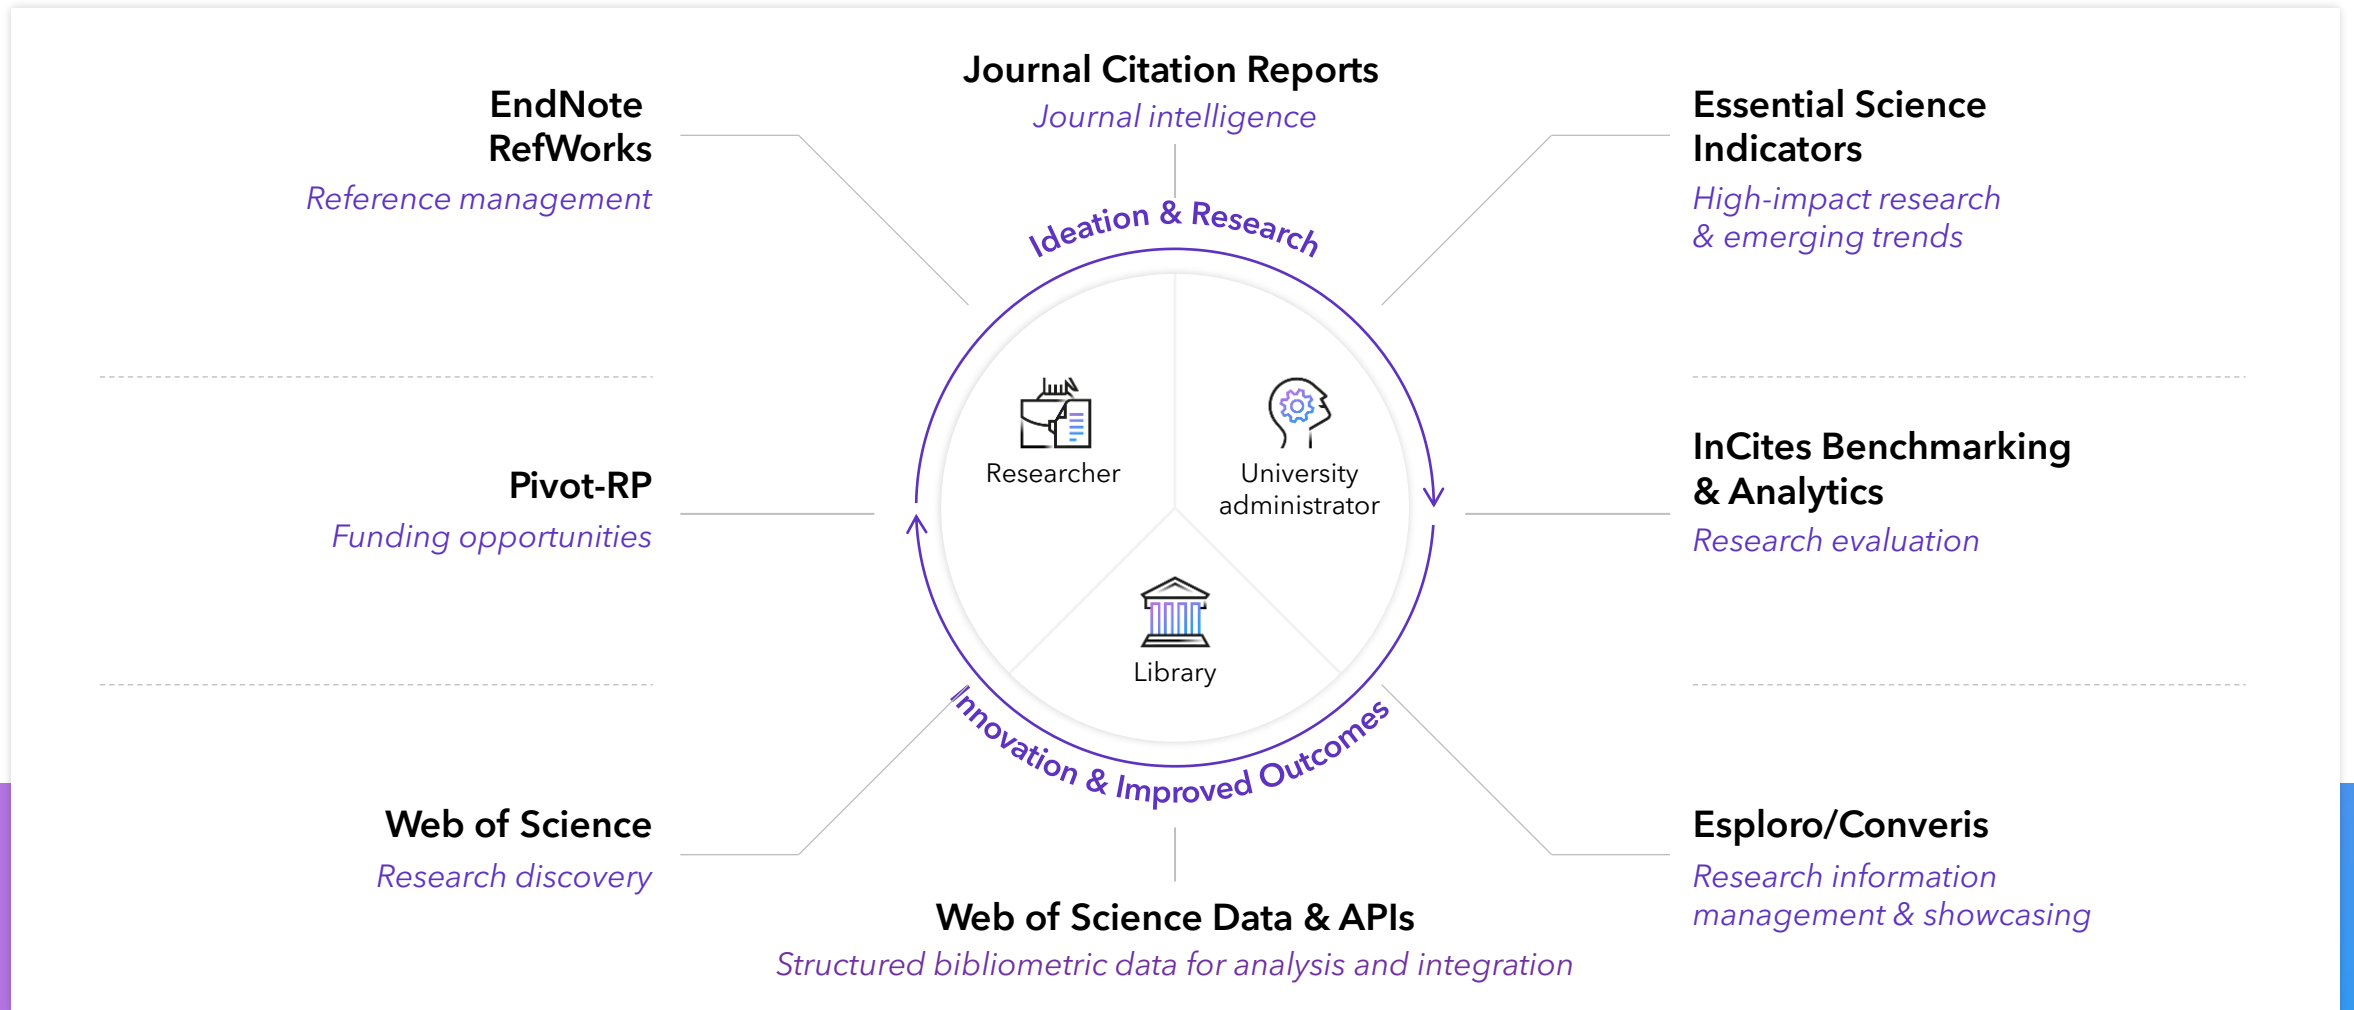 Journal Citation Reports
Journal intelligence
EndNote
RefWorks
Reference management
Essential Science
Indicators
High-impact research
& emerging trends
Ideation & Research
Researcher
University
administrator
Library
Pivot-RP
Funding opportunities
InCites Benchmarking
& Analytics
Research evaluation
Innovation & Improved Outcomes
Web of Science
Research discovery
Esploro/Converis
Research information
management & showcasing
Web of Science Data & APIs
Structured bibliometric data for analysis and integration